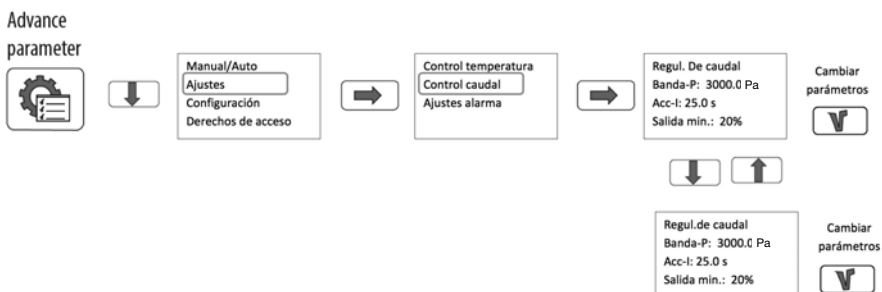 Advance
parameter
Manual/Auto
Ajustes
Configuración
Derechos de acceso
Control temperatura
Control caudal
Ajustes alarma
Regul. De caudal
Banda-P: 3000.0 Pa
Acc-I: 25.0 s
Salida min.: 20%
Cambiar
parámetros
Regul.de caudal
Banda-P: 3000.0 Pa
Acc-I: 25.0 s
Salida min.: 20%
Cambiar
parámetros